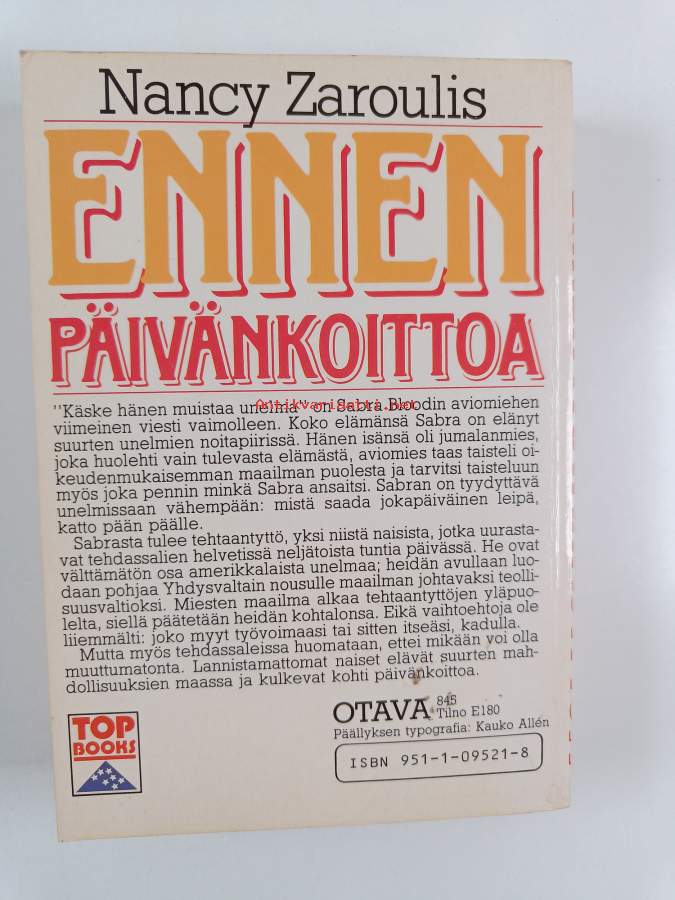 Nancy Zaroulis
ENNEN
PÄIVÄNKOITTOA
"Käske hänen muistaa unelma" on Sabra Bloodin aviomiehen
viimeinen viesti vaimolleen. Koko elämänsä Sabra on elänyt
suurten unelmien noitapiirissä. Hänen isänsä oli jumalanmies,
joka huolehti vain tulevasta elämästä, aviomies taas taisteli oi-
keudenmukaisemman maailman puolesta ja tarvitsi taisteluun
myös joka pennin minkä Sabra ansaitsi. Sabran on tyydyttävä
unelmissaan vähempään: mistä saada jokapäiväinen leipä,
katto pään päälle.
Sabrasta tulee tehtaantyttö, yksi niistä naisista, jotka uurasta-
vat tehdassalien helvetissä neljätoista tuntia päivässä. He ovat
välttämätön osa amerikkalaista unelmaa; heidän avullaan luo-
daan pohjaa Yhdysvaltain nousulle maailman johtavaksi teolli-
suusvaltioksi. Miesten maailma alkaa tehtaantyttöjen yläpuo-
lelta, siellä päätetään heidän kohtalonsa. Eikä vaihtoehtoja ole
liiemmälti: joko myyt työvoimaasi tai sitten itseäsi, kadulla.
Mutta myös tehdassaleissa huomataan, ettei mikään voi olla
muuttumatonta. Lannistamattomat naiset elävät suurten mah-
dollisuuksien maassa ja kulkevat kohti päivänkoittoa.
Antikvariaatti.net
TOP
BOOKS
OTAVA
845
Tilno E180
Päällyksen typografia: Kauko Allén
ISBN 951-1-09521-8